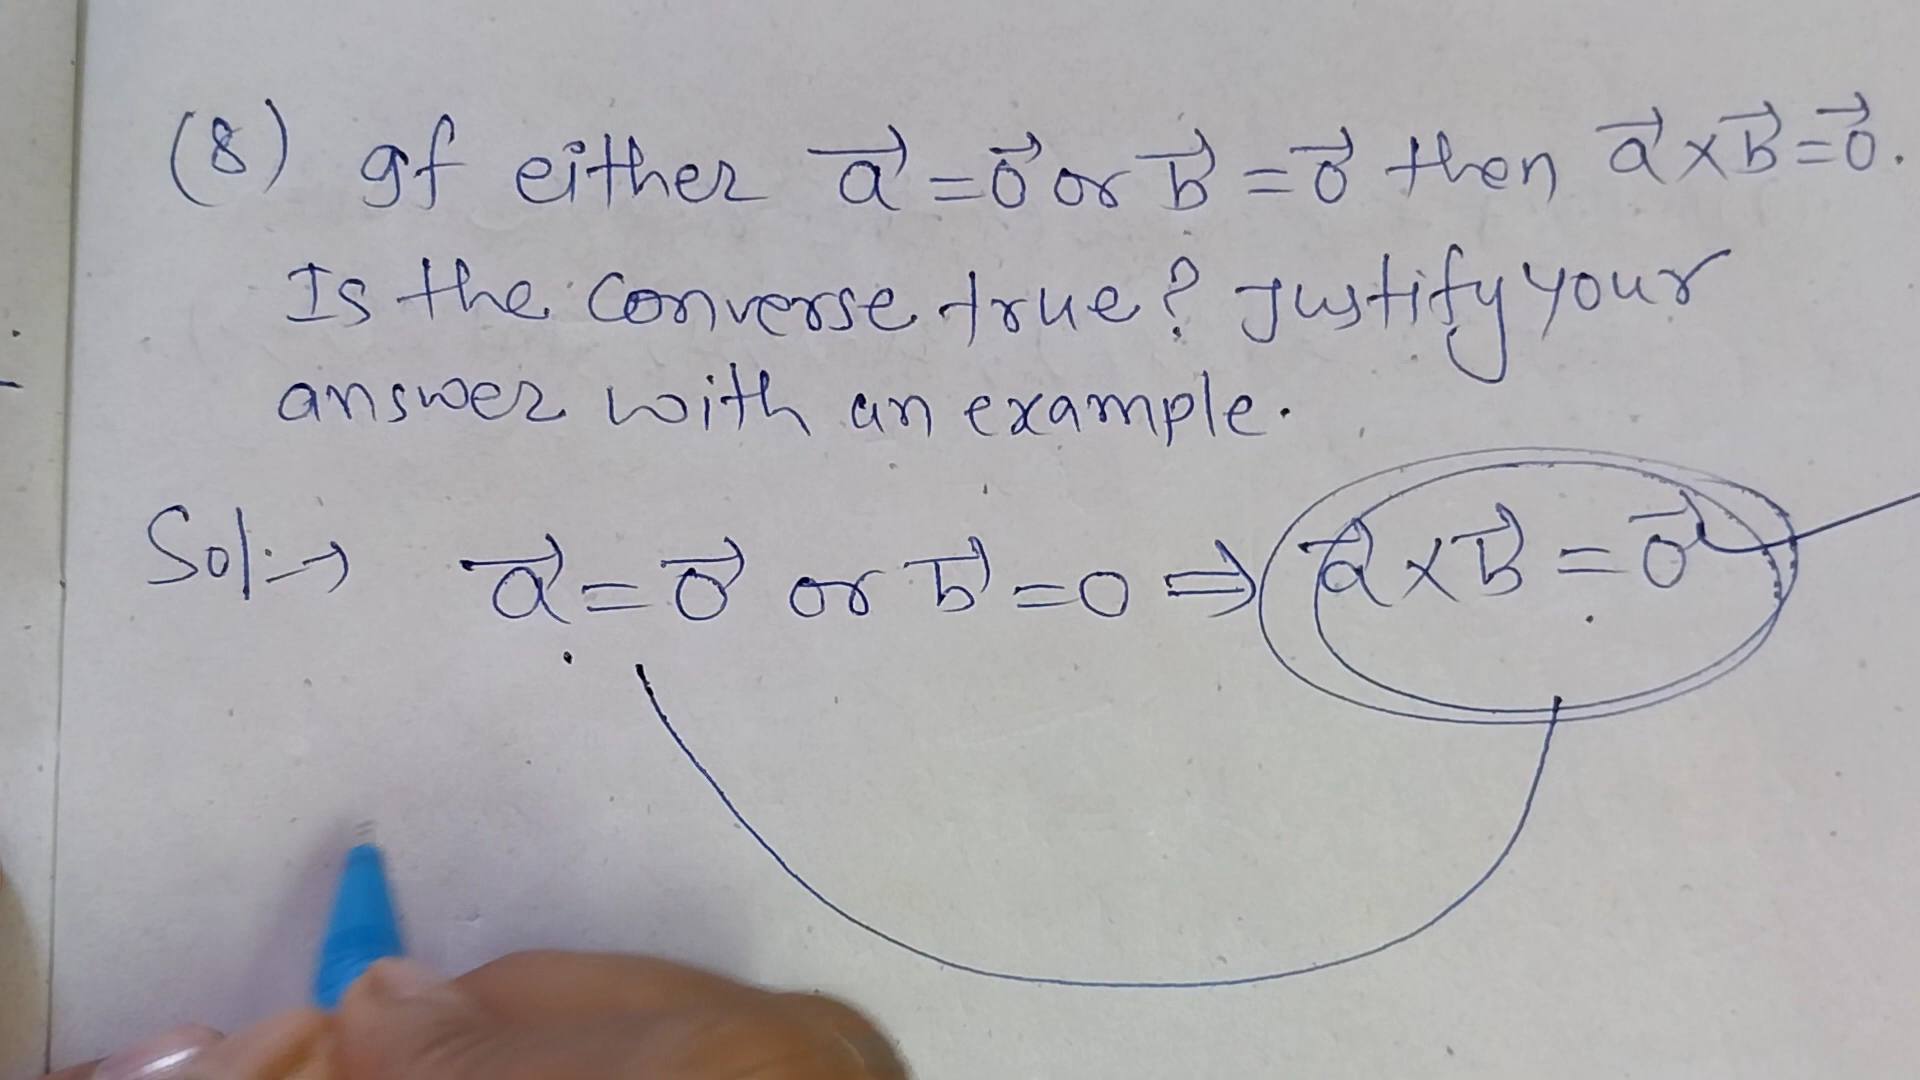 (8) If either a⃗ = 0⃗ or b⃗ = 0⃗ then a⃗ × b⃗ = 0⃗.
Is the converse true? Justify your
answer with an example.
Sol:→ a⃗ = 0⃗ or b⃗ = 0 ⇒ a⃗ × b⃗ = 0⃗